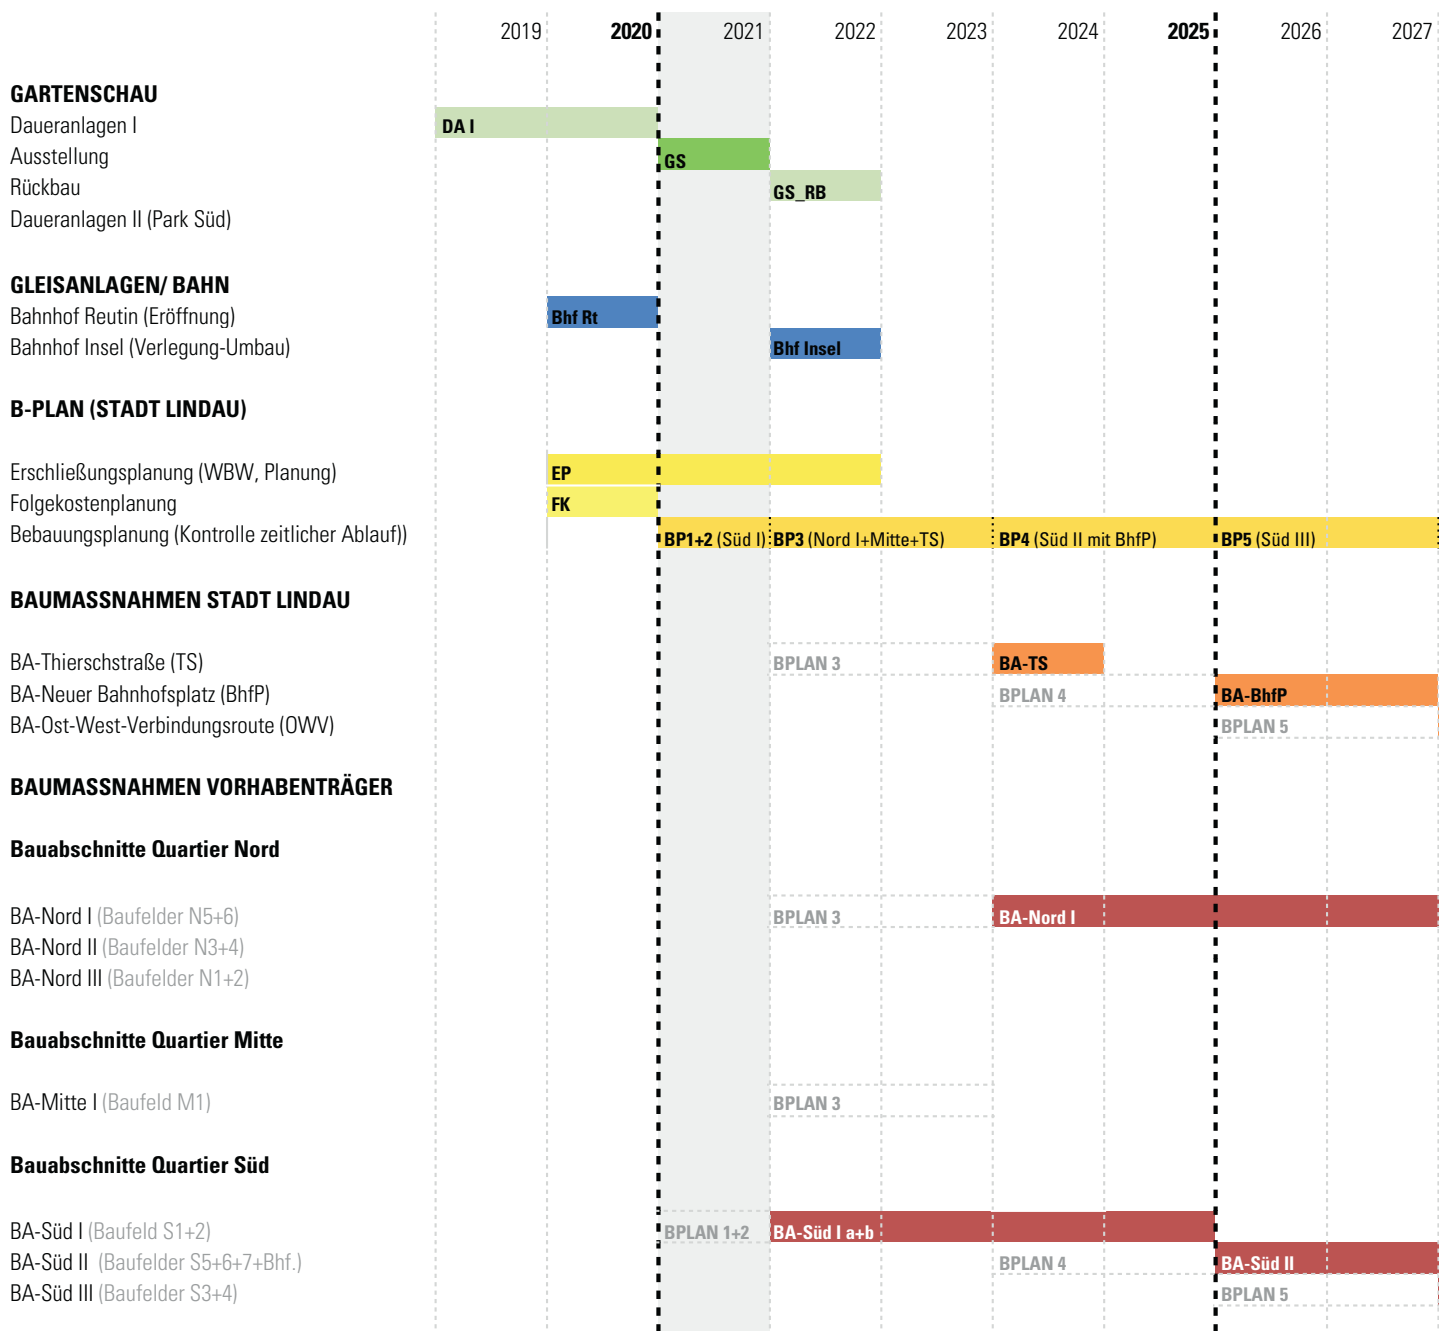 2019 2020 2021 2022 2023 2024 2025 2026 2027
GARTENSCHAU
Daueranlagen I DA I
Ausstellung GS
Rückbau GS_RB
Daueranlagen II (Park Süd)
GLEISANLAGEN/ BAHN
Bahnhof Reutin (Eröffnung) Bhf Rt
Bahnhof Insel (Verlegung-Umbau) Bhf Insel
B-PLAN (STADT LINDAU)
Erschließungsplanung (WBW, Planung) EP
Folgekostenplanung FK
Bebauungsplanung (Kontrolle zeitlicher Ablauf)) BP1+2 (Süd I) BP3 (Nord I+Mitte+TS) BP4 (Süd II mit BhfP) BP5 (Süd III)
BAUMASSNAHMEN STADT LINDAU
BA-Thierschstraße (TS) BPLAN 3 BA-TS
BA-Neuer Bahnhofsplatz (BhfP) BPLAN 4 BA-BhfP
BA-Ost-West-Verbindungsroute (OWV) BPLAN 5
BAUMASSNAHMEN VORHABENTRÄGER
Bauabschnitte Quartier Nord
BA-Nord I (Baufelder N5+6) BPLAN 3 BA-Nord I
BA-Nord II (Baufelder N3+4)
BA-Nord III (Baufelder N1+2)
Bauabschnitte Quartier Mitte
BA-Mitte I (Baufeld M1) BPLAN 3
Bauabschnitte Quartier Süd
BA-Süd I (Baufeld S1+2) BPLAN 1+2 BA-Süd I a+b
BA-Süd II (Baufelder S5+6+7+Bhf.) BPLAN 4 BA-Süd II
BA-Süd III (Baufelder S3+4) BPLAN 5